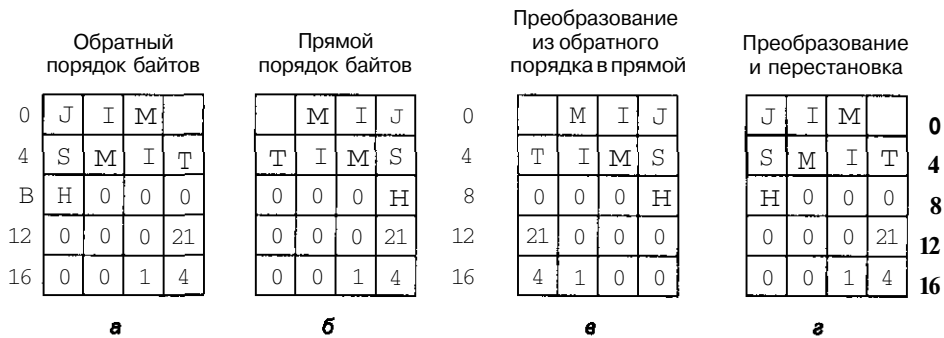 Обратный
порядок байтов
Прямой
порядок байтов
Преобразование
из обратного
порядка в прямой
Преобразование
и перестановка
0 J I M
4 S M I T
B H 0 0 0
12 0 0 0 21
16 0 0 1 4
а
M I J
T I M S
0 0 0 H
0 0 0 21
0 0 1 4
б
0 M I J
4 T I M S
8 0 0 0 H
12 21 0 0 0
16 4 1 0 0
в
J I M 0
S M I T 4
H 0 0 0 8
0 0 0 21 12
0 0 1 4 16
г